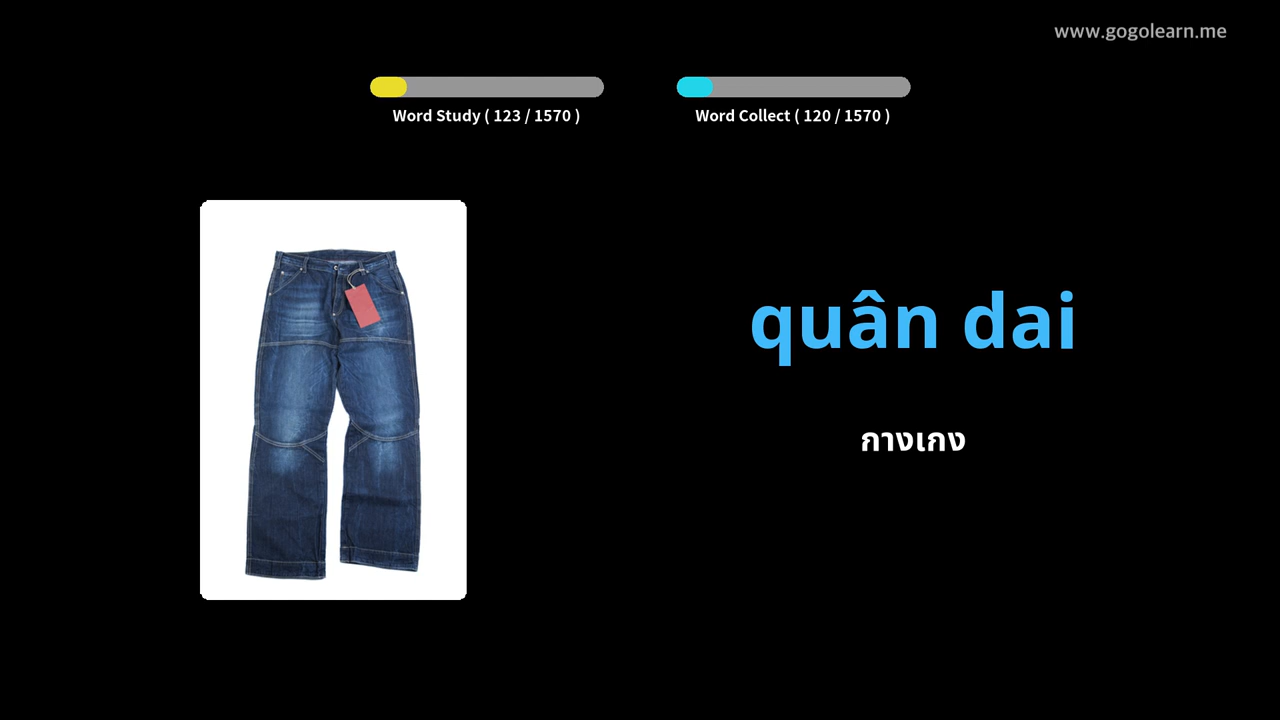 www.gogolearn.me
Word Study ( 123 / 1570 )
Word Collect ( 120 / 1570 )
quân dai
กางเกง